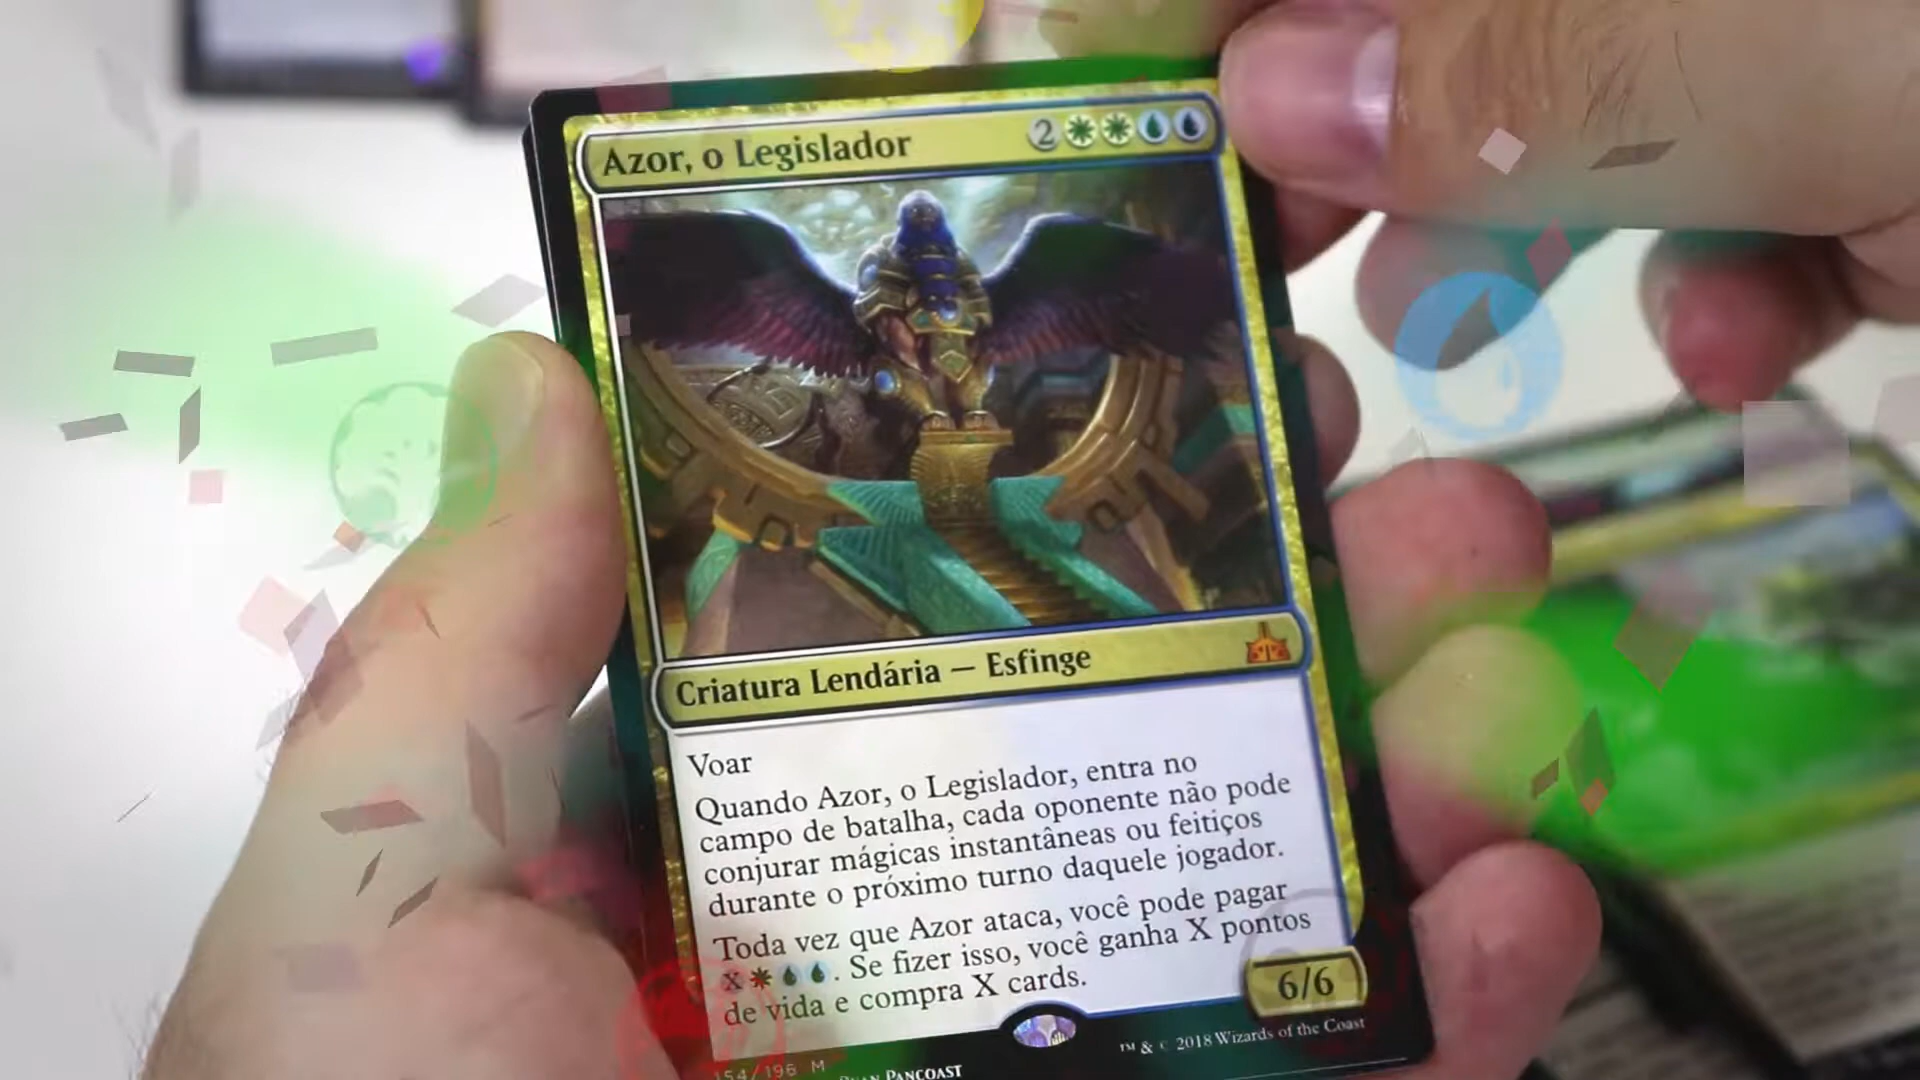 Azor, o Legislador
2
Criatura Lendária — Esfinge
Voar
Quando Azor, o Legislador, entra no
campo de batalha, cada oponente não pode
conjurar mágicas instantâneas ou feitiços
durante o próximo turno daquele jogador.
Toda vez que Azor ataca, você pode pagar
X. Se fizer isso, você ganha X pontos
de vida e compra X cards.
6/6
™ & © 2018 Wizards of the Coast
154/196 M
PANCOAST